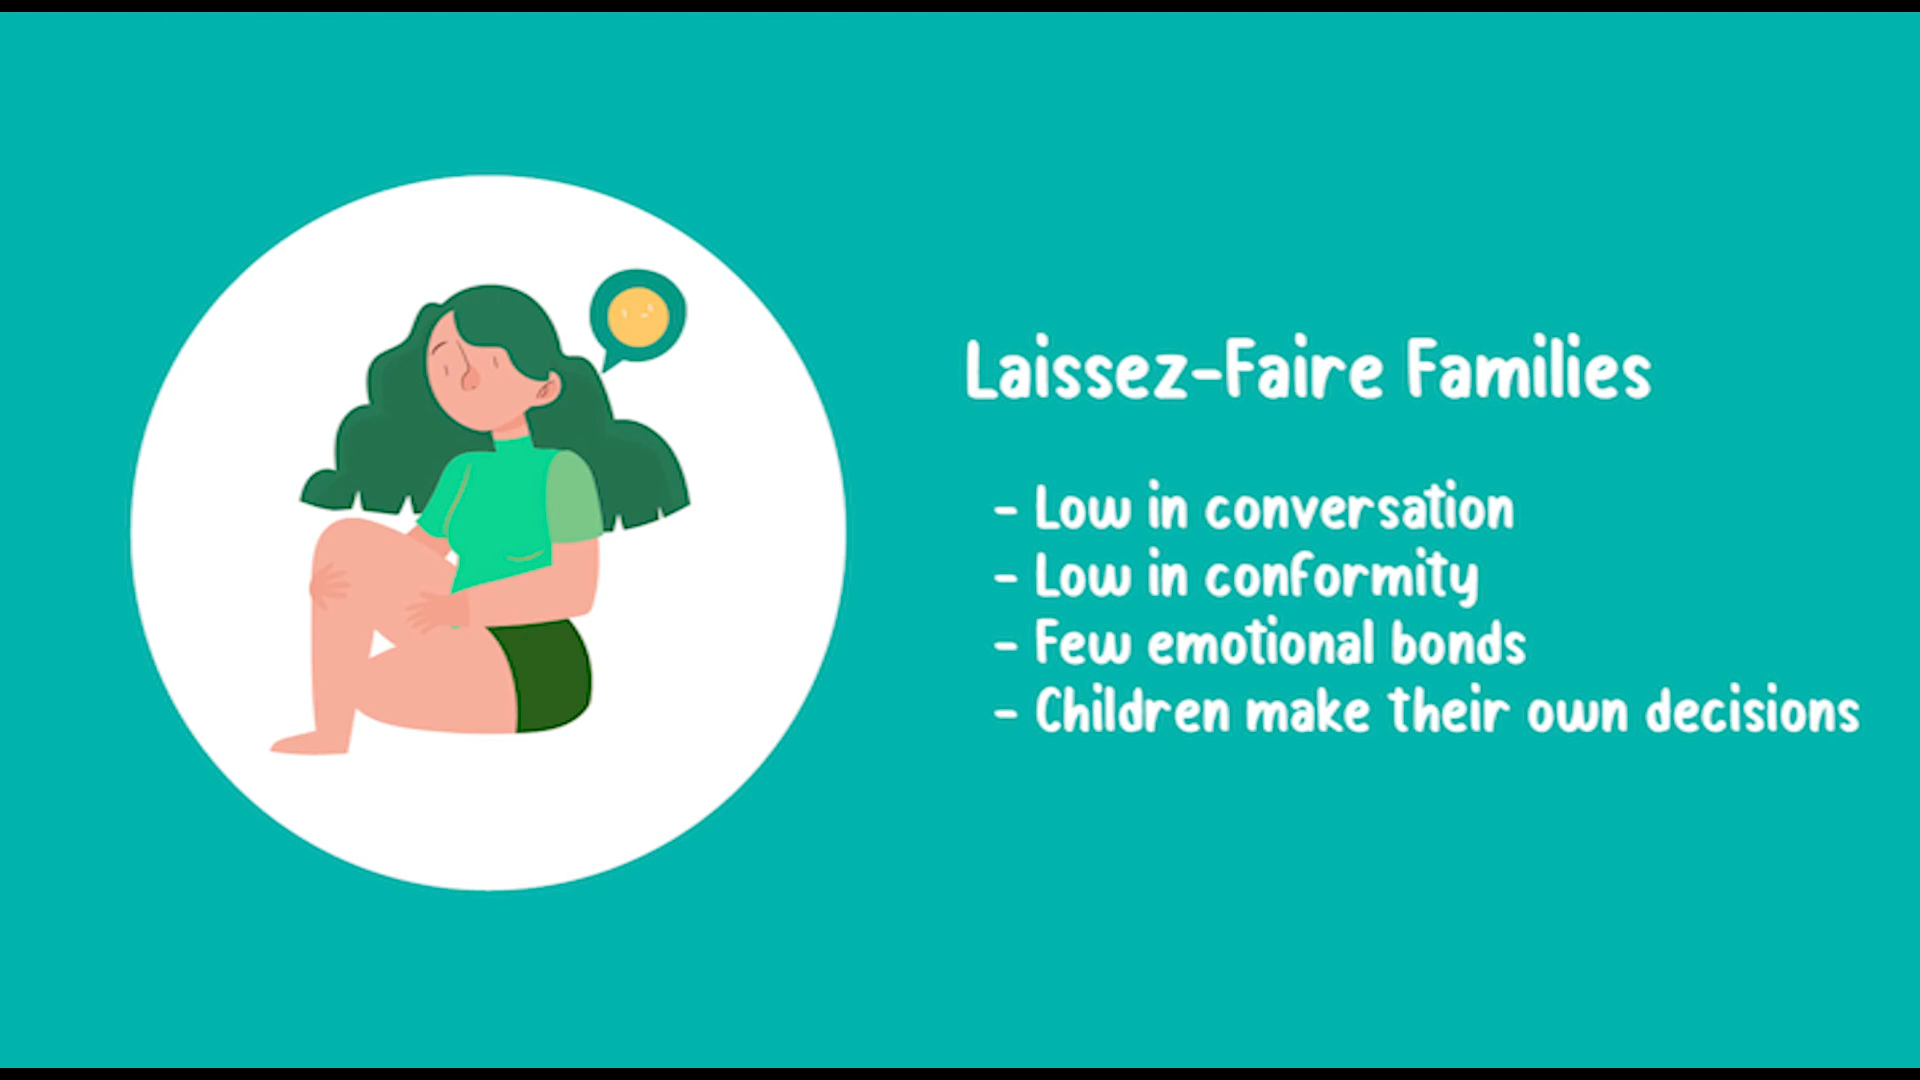 Laissez-Faire Families
- Low in conversation
- Low in conformity
- Few emotional bonds
- Children make their own decisions